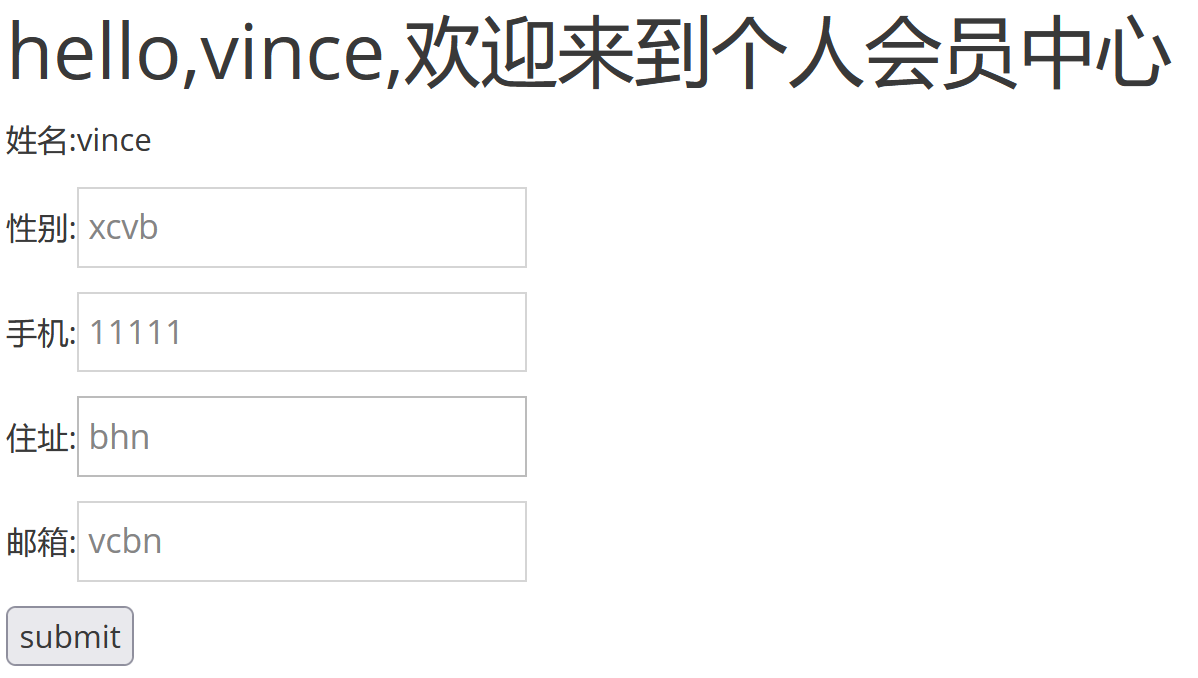 hello,vince,欢迎来到个人会员中心
姓名:vince
性别:xcvb
手机:11111
住址:bhn
邮箱:vcbn
submit